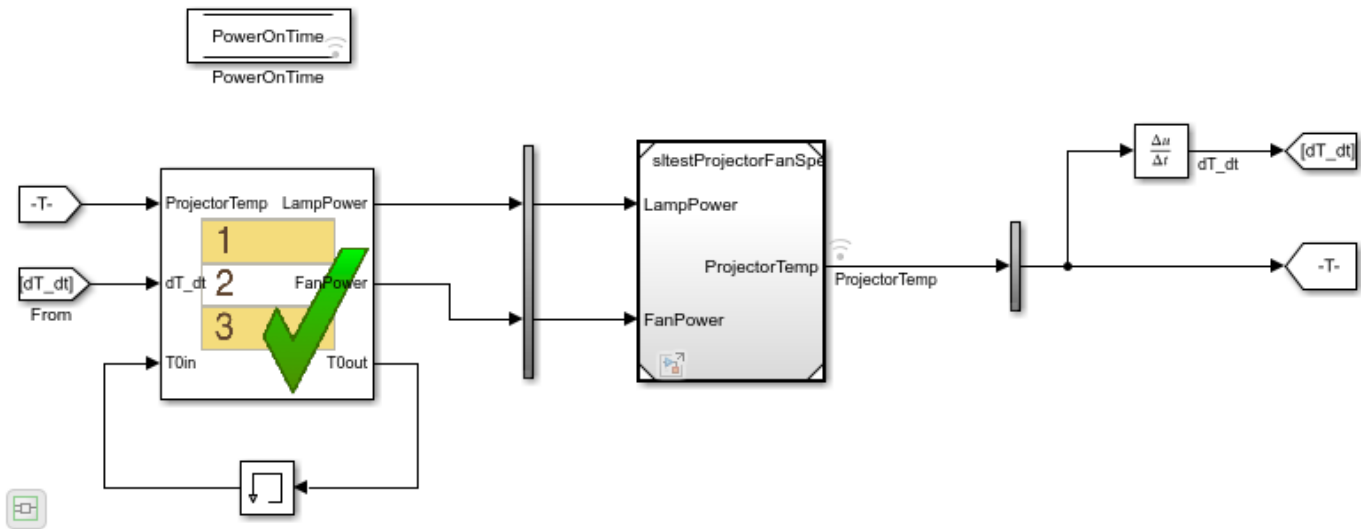 PowerOnTime
PowerOnTime
-T-
[dT_dt]
From
ProjectorTemp
dT_dt
T0in
1
2
3
LampPower
FanPower
T0out
sltestProjectorFanSpe
LampPower
FanPower
ProjectorTemp
ProjectorTemp
Δu
Δt
dT_dt
[dT_dt]
-T-